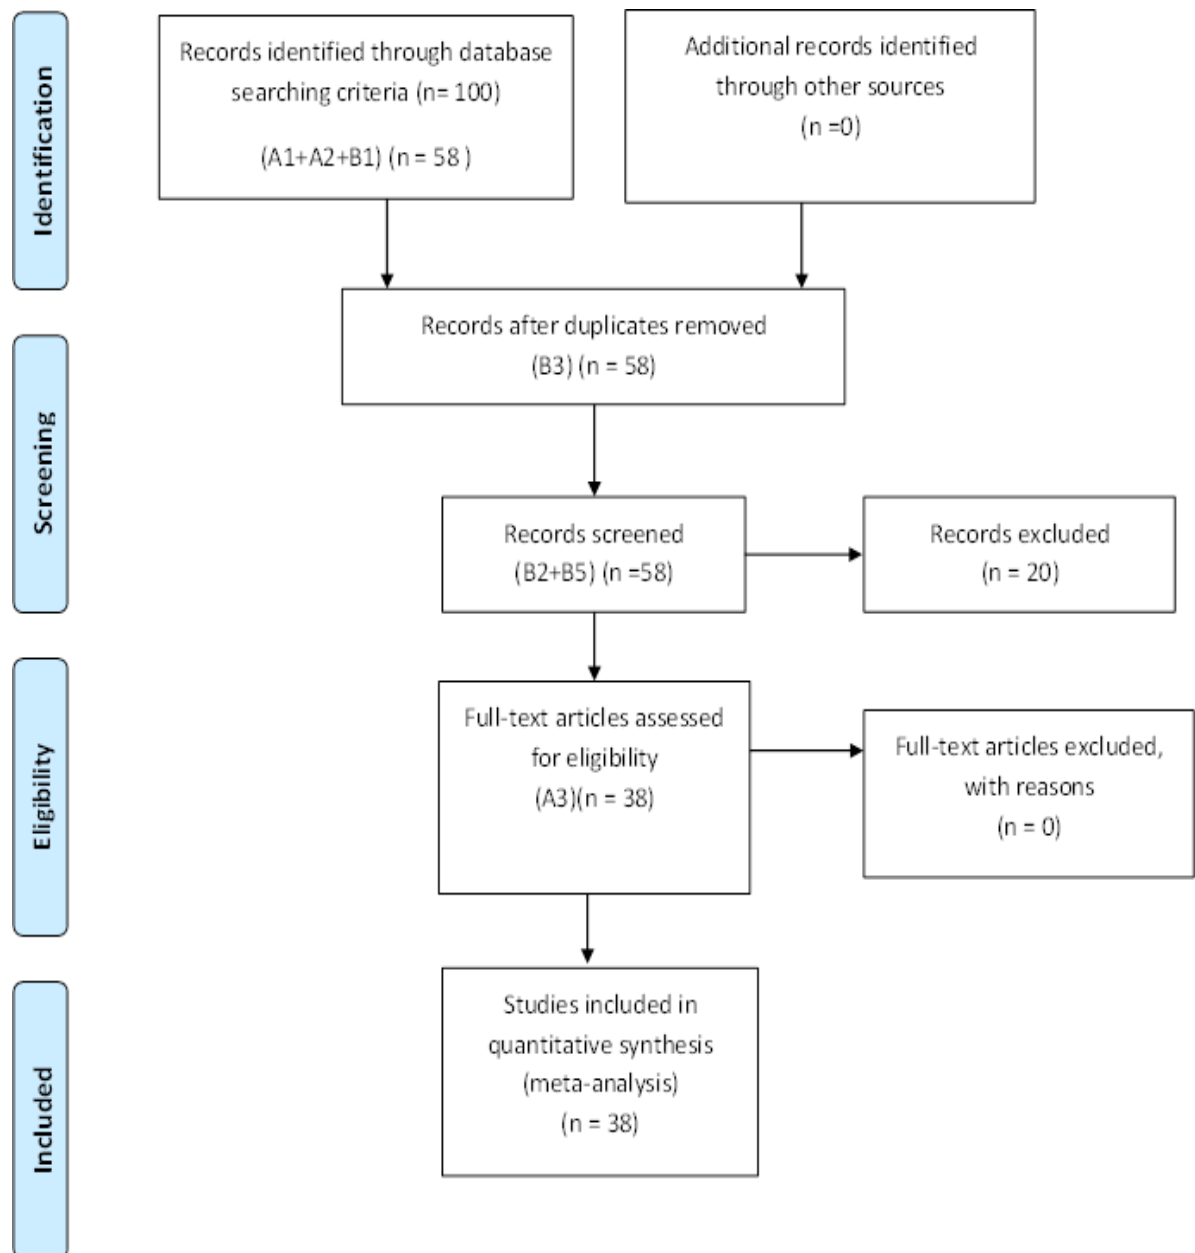 Identification
Records identified through database
searching criteria (n= 100)
(A1+A2+B1) (n = 58 )
Additional records identified
through other sources
(n =0)
Records after duplicates removed
(B3) (n = 58)
Screening
Records screened
(B2+B5) (n =58)
Records excluded
(n = 20)
Eligibility
Full-text articles assessed
for eligibility
(A3)(n = 38)
Full-text articles excluded,
with reasons
(n = 0)
Included
Studies included in
quantitative synthesis
(meta-analysis)
(n = 38)